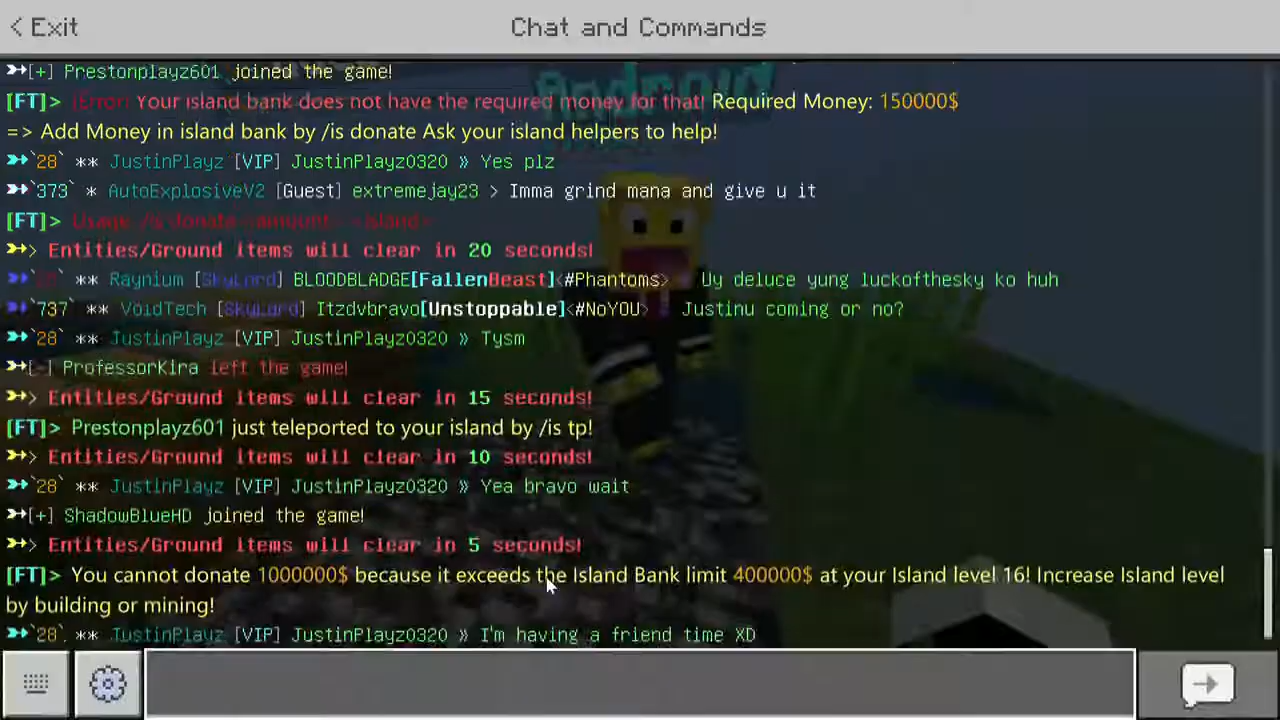 < Exit
Chat and Commands
➳[+] Prestonplayz601 joined the game!
Android
[FT]> (Error) Your island bank does not have the required money for that! Required Money: 150000$
=> Add Money in island bank by /is donate Ask your island helpers to help!
➳`28` ** JustinPlayz [VIP] JustinPlayz0320 » Yes plz
➳`373` * AutoExplosiveV2 [Guest] extremejay23 > Imma grind mana and give u it
[FT]> Usage /is donate <amount> <island>
➳> Entities/Ground items will clear in 20 seconds!
➳ ** Raynium [SkyLord] BLOODBLADGE[FallenBeast]<#Phantoms> Uy deluce yung luckofthesky ko huh
➳`737` ** VoidTech [SkyLord] Itzdvbravo[Unstoppable]<#NoYOU> Justinu coming or no?
➳`28` ** JustinPlayz [VIP] JustinPlayz0320 » Tysm
➳[-] ProfessorKira left the game!
➳> Entities/Ground items will clear in 15 seconds!
[FT]> Prestonplayz601 just teleported to your island by /is tp!
➳> Entities/Ground items will clear in 10 seconds!
➳`28` ** JustinPlayz [VIP] JustinPlayz0320 » Yea bravo wait
➳[+] ShadowBlueHD joined the game!
➳> Entities/Ground items will clear in 5 seconds!
[FT]> You cannot donate 1000000$ because it exceeds the Island Bank limit 400000$ at your Island level 16! Increase Island level
by building or mining!
➳`28` ** JustinPlayz [VIP] JustinPlayz0320 » I'm having a friend time XD